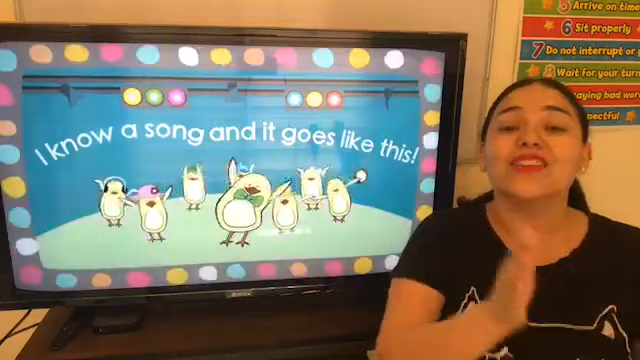 I know a song and it goes like this!
5 Arrive on time
6 Sit properly
7 Do not interrupt or
8 Wait for your turn
saying bad wor
pectful